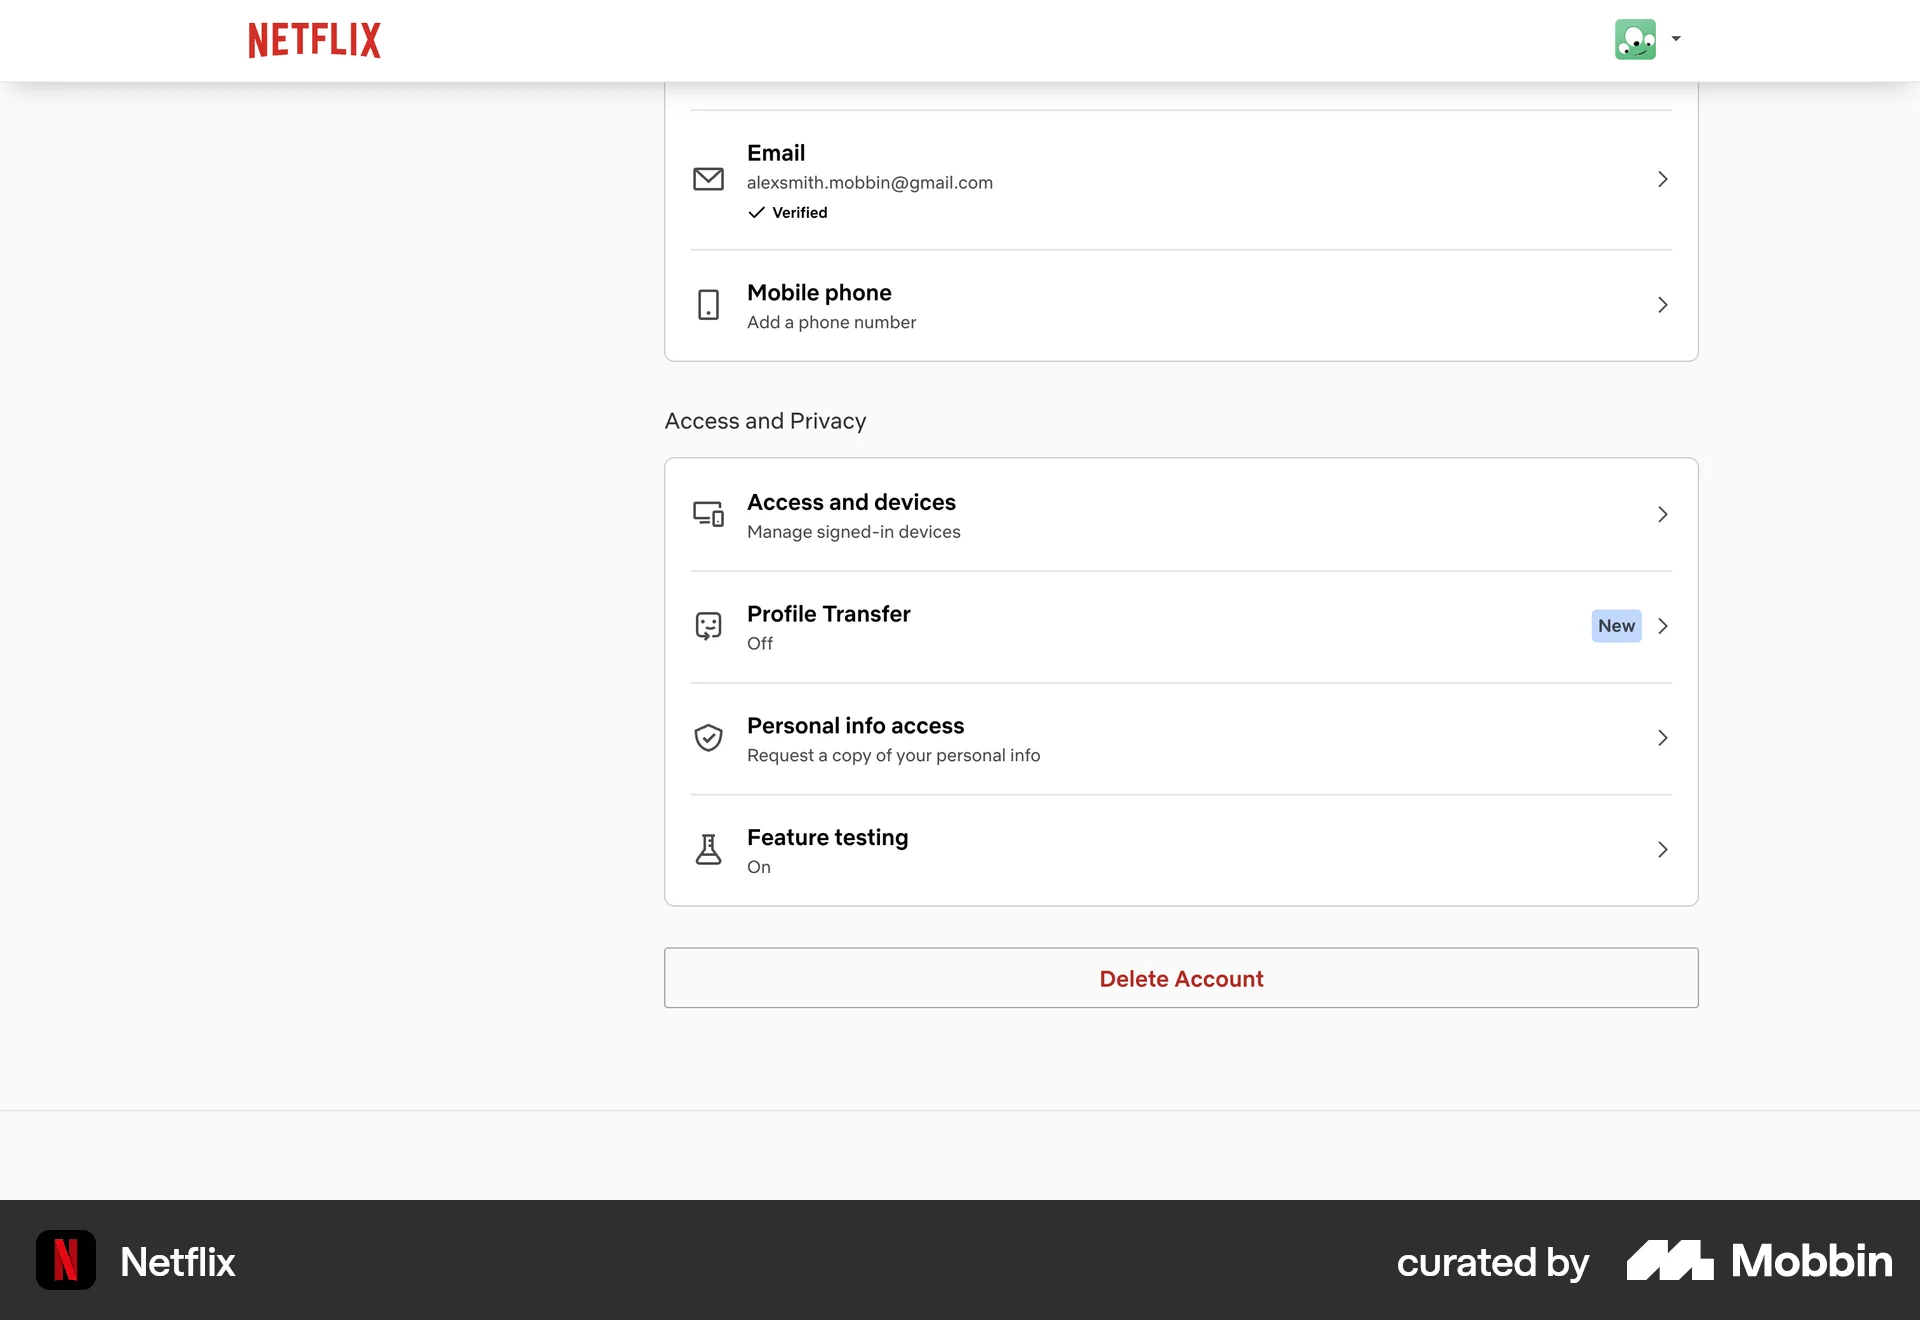 NETFLIX
Email
alexsmith.mobbin@gmail.com
Verified
Mobile phone
Add a phone number
Access and Privacy
Access and devices
Manage signed-in devices
Profile Transfer
Off
New
Personal info access
Request a copy of your personal info
Feature testing
On
Delete Account
Netflix
curated by Mobbin